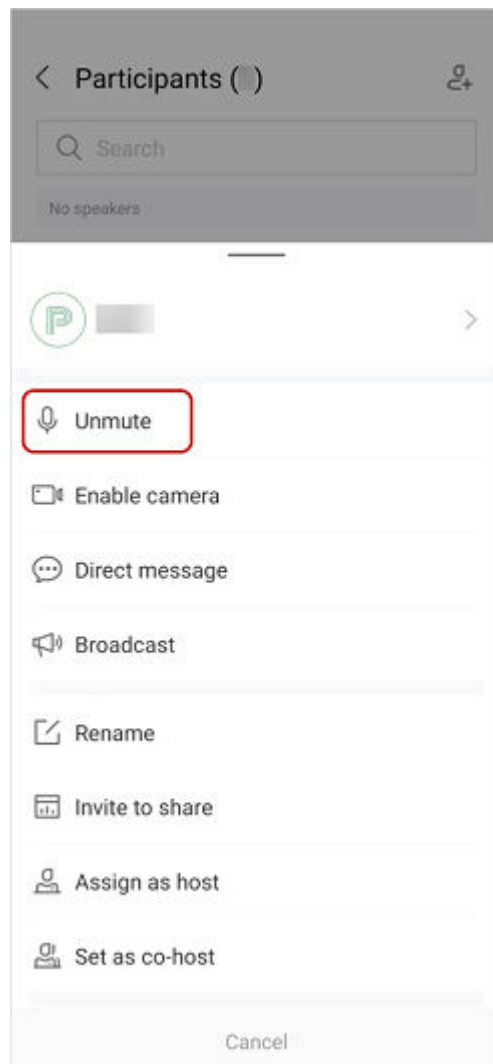 Participants ( )
Search
No speakers
P
Unmute
Enable camera
Direct message
Broadcast
Rename
Invite to share
Assign as host
Set as co-host
Cancel